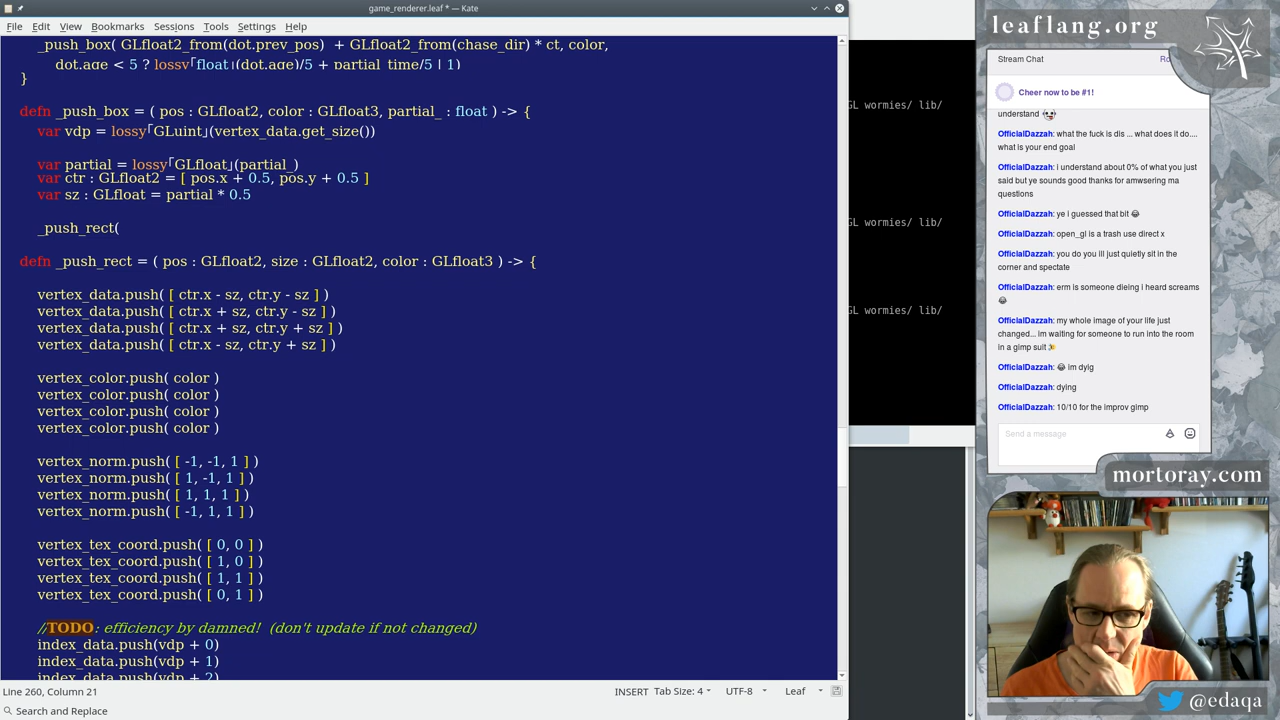 game_renderer.leaf * — Kate
File Edit View Bookmarks Sessions Tools Settings Help
_push_box( GLfloat2_from(dot.prev_pos) + GLfloat2_from(chase_dir) * ct, color,
dot.age < 5 ? lossy｢float｣(dot.age)/5 + partial_time/5 | 1)
}
defn _push_box = ( pos : GLfloat2, color : GLfloat3, partial_ : float ) -> {
var vdp = lossy｢GLuint｣(vertex_data.get_size())
var partial = lossy｢GLfloat｣(partial_)
var ctr : GLfloat2 = [ pos.x + 0.5, pos.y + 0.5 ]
var sz : GLfloat = partial * 0.5
_push_rect(
defn _push_rect = ( pos : GLfloat2, size : GLfloat2, color : GLfloat3 ) -> {
vertex_data.push( [ ctr.x - sz, ctr.y - sz ] )
vertex_data.push( [ ctr.x + sz, ctr.y - sz ] )
vertex_data.push( [ ctr.x + sz, ctr.y + sz ] )
vertex_data.push( [ ctr.x - sz, ctr.y + sz ] )
vertex_color.push( color )
vertex_color.push( color )
vertex_color.push( color )
vertex_color.push( color )
vertex_norm.push( [ -1, -1, 1 ] )
vertex_norm.push( [ 1, -1, 1 ] )
vertex_norm.push( [ 1, 1, 1 ] )
vertex_norm.push( [ -1, 1, 1 ] )
vertex_tex_coord.push( [ 0, 0 ] )
vertex_tex_coord.push( [ 1, 0 ] )
vertex_tex_coord.push( [ 1, 1 ] )
vertex_tex_coord.push( [ 0, 1 ] )
//TODO: efficiency by damned! (don't update if not changed)
index_data.push(vdp + 0)
index_data.push(vdp + 1)
index_data.push(vdp + 2)
Line 260, Column 21 INSERT Tab Size: 4 UTF-8 Leaf
Search and Replace
GL wormies/ lib/
GL wormies/ lib/
GL wormies/ lib/
leaflang.org
Stream Chat
Cheer now to be #1!
understand
OfficialDazzah: what the fuck is dis ... what does it do....
what is your end goal
OfficialDazzah: i understand about 0% of what you just
said but ye sounds good thanks for amwsering ma
questions
OfficialDazzah: ye i guessed that bit 😂
OfficialDazzah: open_gl is a trash use direct x
OfficialDazzah: you do you ill just quietly sit in the
corner and spectate
OfficialDazzah: erm is someone dieing i heard screams
😂
OfficialDazzah: my whole image of your life just
changed... im waiting for someone to run into the room
in a gimp suit
OfficialDazzah: 😂 im dyig
OfficialDazzah: dying
OfficialDazzah: 10/10 for the improv gimp
Send a message
mortoray.com
@edaqa